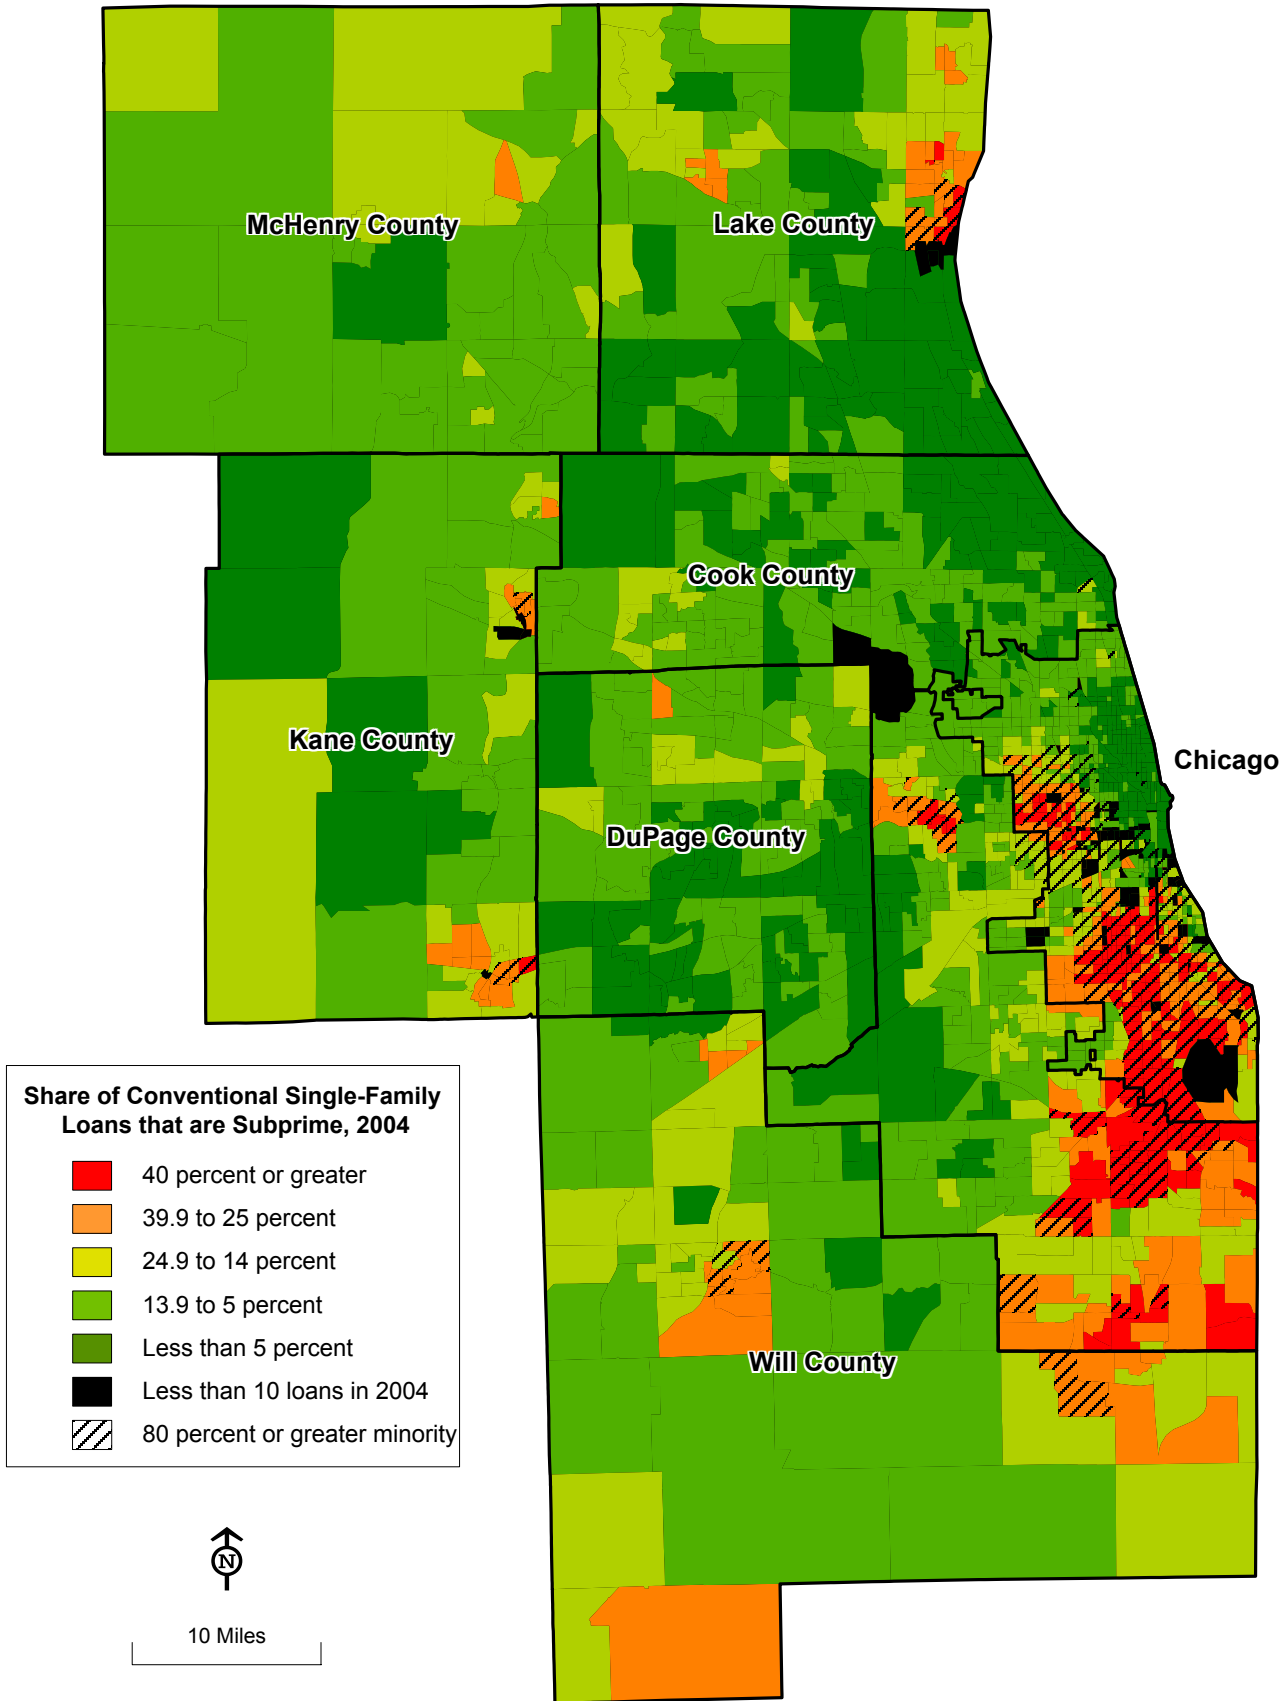 McHenry County
Lake County
Cook County
Kane County
Chicago
DuPage County
Will County
Share of Conventional Single-Family
Loans that are Subprime, 2004
40 percent or greater
39.9 to 25 percent
24.9 to 14 percent
13.9 to 5 percent
Less than 5 percent
Less than 10 loans in 2004
80 percent or greater minority
N
10 Miles